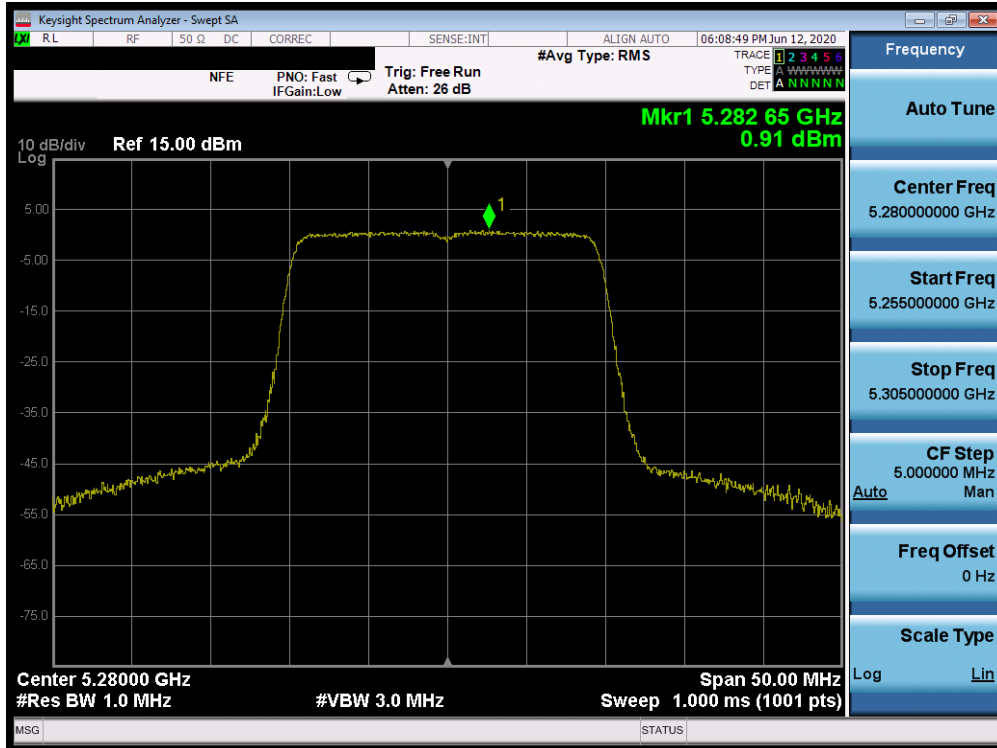 Keysight Spectrum Analyzer - Swept SA
LXI RL RF 50 Ω DC CORREC SENSE:INT ALIGN AUTO 06:08:49 PM Jun 12, 2020
#Avg Type: RMS TRACE 1 2 3 4 5 6
NFE PNO: Fast Trig: Free Run TYPE A WWWWW
IFGain:Low Atten: 26 dB DET A N N N N N
Mkr1 5.282 65 GHz
0.91 dBm
10 dB/div Ref 15.00 dBm
Log
1
5.00
-5.00
-15.0
-25.0
-35.0
-45.0
-55.0
-65.0
-75.0
Center 5.28000 GHz Span 50.00 MHz
#Res BW 1.0 MHz #VBW 3.0 MHz Sweep 1.000 ms (1001 pts)
MSG STATUS
Frequency
Auto Tune
Center Freq
5.280000000 GHz
Start Freq
5.255000000 GHz
Stop Freq
5.305000000 GHz
CF Step
5.000000 MHz
Auto Man
Freq Offset
0 Hz
Scale Type
Log Lin